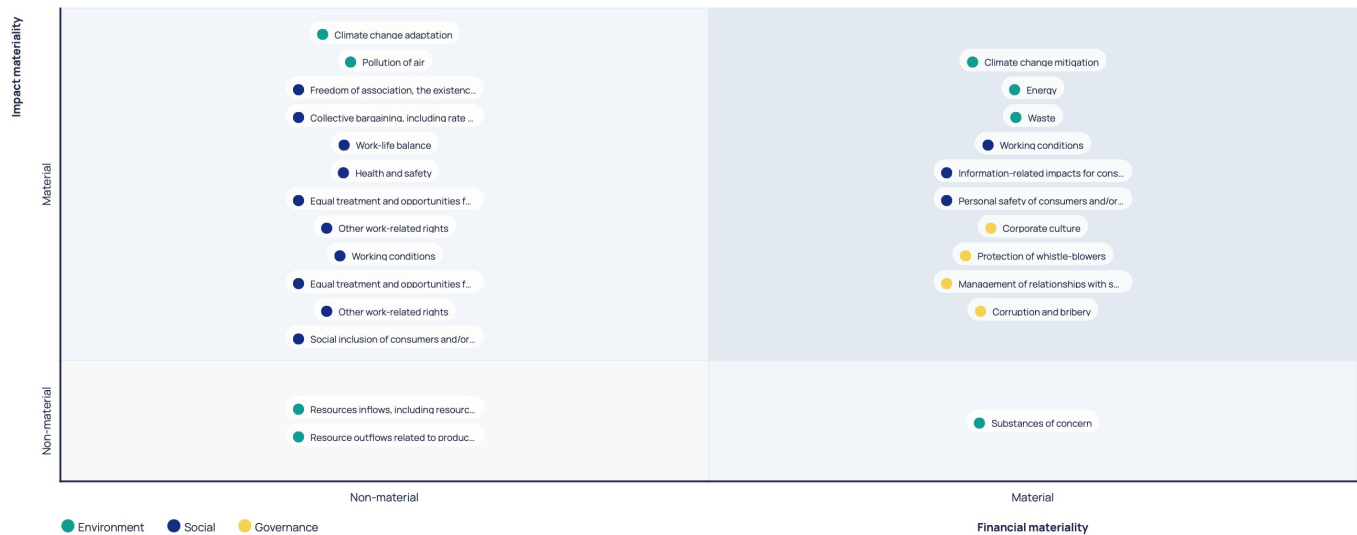 Impact materiality
Material
Climate change adaptation
Pollution of air
Freedom of association, the existenc...
Collective bargaining, including rate ...
Work-life balance
Health and safety
Equal treatment and opportunities f...
Other work-related rights
Working conditions
Equal treatment and opportunities f...
Other work-related rights
Social inclusion of consumers and/or...
Climate change mitigation
Energy
Waste
Working conditions
Information-related impacts for cons...
Personal safety of consumers and/or...
Corporate culture
Protection of whistle-blowers
Management of relationships with s...
Corruption and bribery
Non-material
Resources inflows, including resourc...
Resource outflows related to produc...
Substances of concern
Non-material
Material
Environment
Social
Governance
Financial materiality